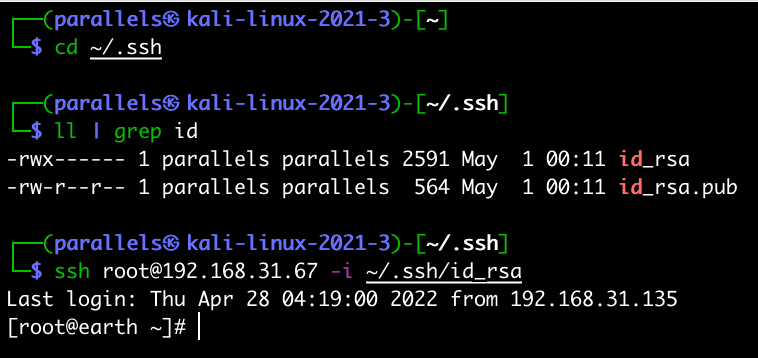 ┌──(parallels㉿kali-linux-2021-3)-[~]
└─$ cd ~/.ssh
┌──(parallels㉿kali-linux-2021-3)-[~/.ssh]
└─$ ll | grep id
-rwx------ 1 parallels parallels 2591 May  1 00:11 id_rsa
-rw-r--r-- 1 parallels parallels  564 May  1 00:11 id_rsa.pub
┌──(parallels㉿kali-linux-2021-3)-[~/.ssh]
└─$ ssh root@192.168.31.67 -i ~/.ssh/id_rsa
Last login: Thu Apr 28 04:19:00 2022 from 192.168.31.135
[root@earth ~]#